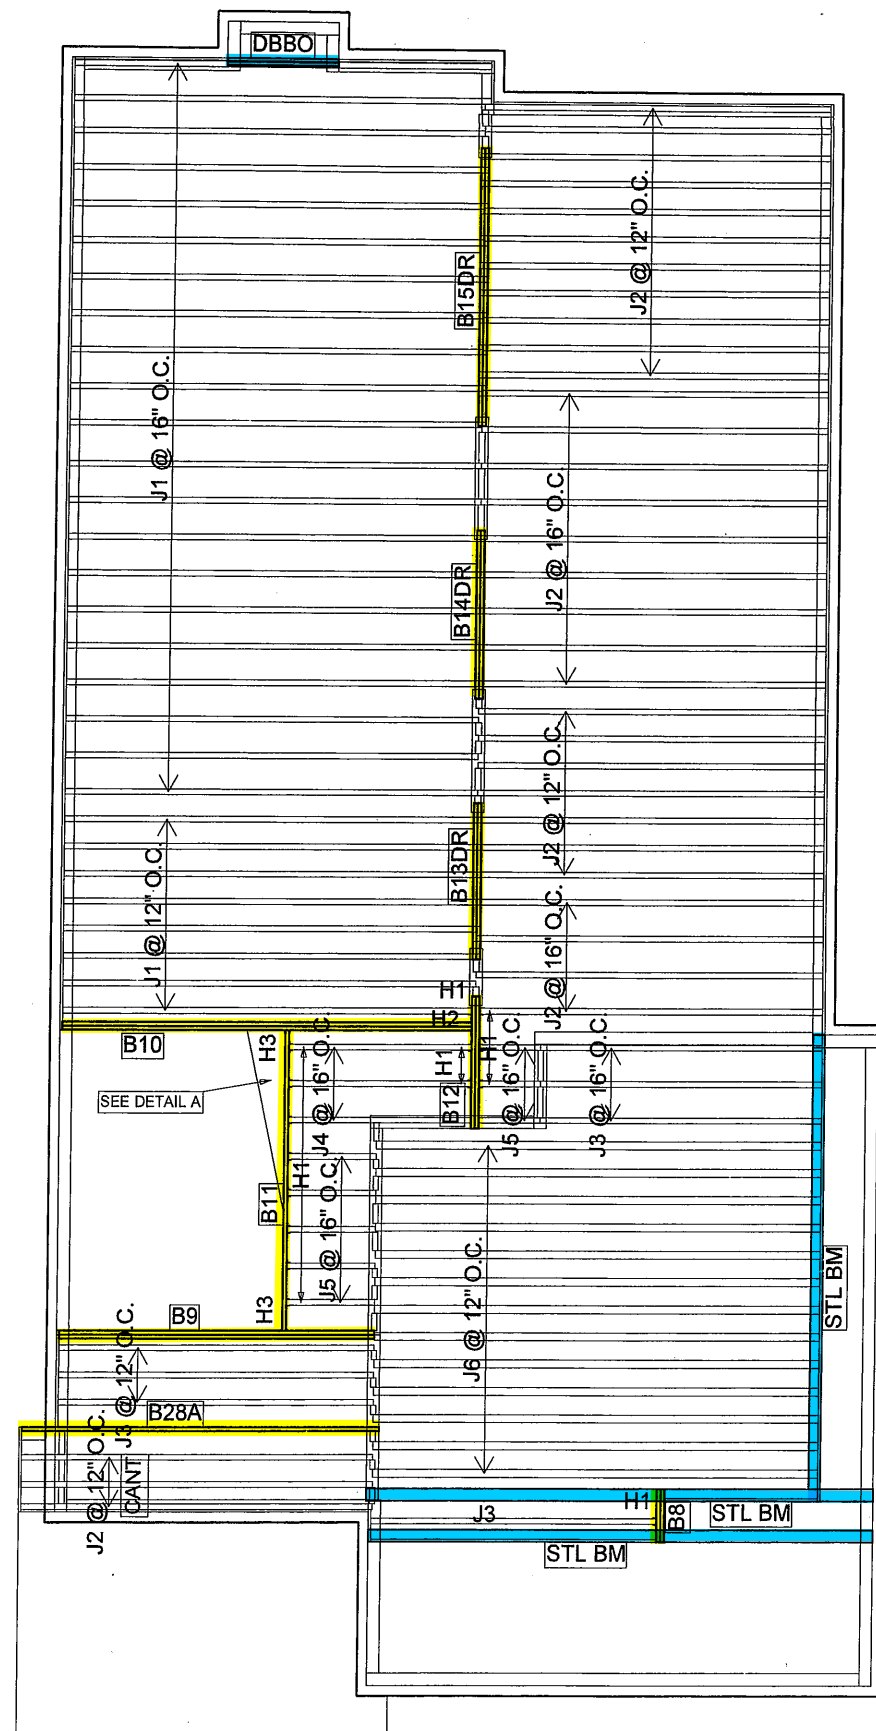 DBBO
J2 @ 12" O.C.
B15DR
J1 @ 16" O.C.
J2 @ 16" O.C.
B14DR
J2 @ 12" O.C.
B13DR
J1 @ 12" O.C.
J2 @ 16" O.C.
H1
H2
B10
H3
J4 @ 16" O.C.
H1
H1
B12
J5 @ 16" O.C.
J3 @ 16" O.C.
SEE DETAIL A
H1
B11
J5 @ 16" O.C.
J6 @ 12" O.C.
STL BM
H3
B9
J3 @ 12" O.C.
B28A
J2 @ 12" O.C.
CANT
J3
H1
B8
STL BM
STL BM